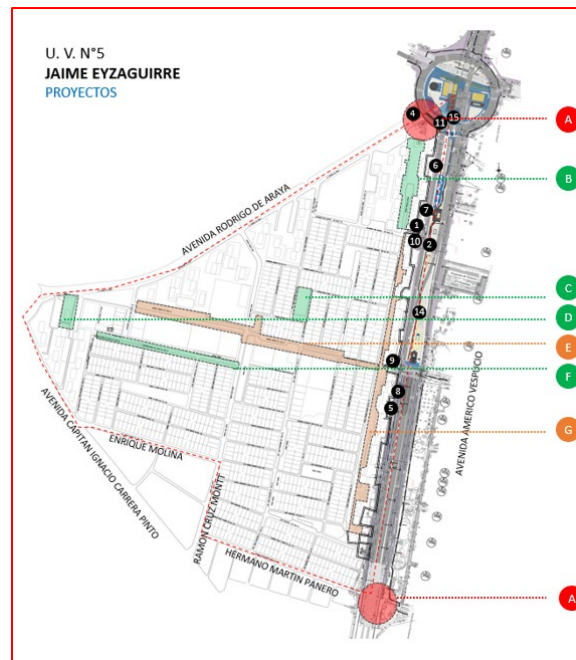 U. V. N°5
JAIME EYZAGUIRRE
PROYECTOS
4
11
15
A
6
B
AVENIDA RODRIGO DE ARAYA
7
1
10
2
C
14
D
E
9
F
8
5
G
AVENIDA AMERICO VESPUCIO
ENRIQUE MOLINA
AVENIDA CAPITAN IGNACIO CARRERA PINTO
RAMON CRUZ MONTT
HERMANO MARTIN PANERO
A